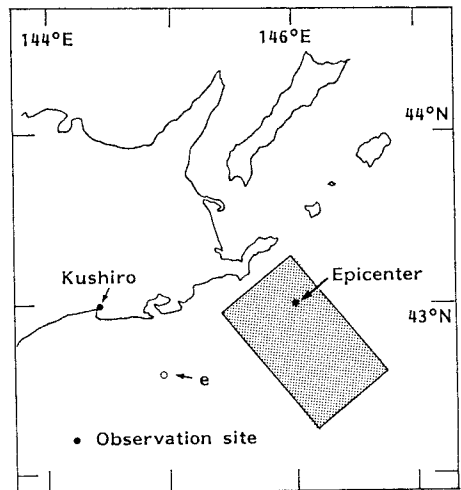 144°E 146°E
44°N
Kushiro
Epicenter
43°N
e
Observation site